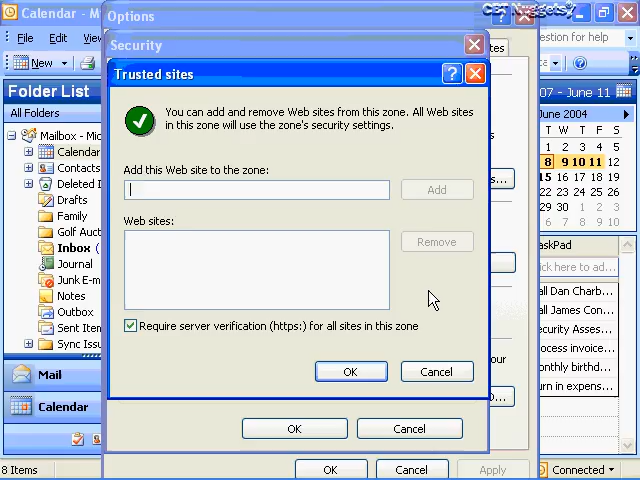 Calendar - Mi
Options
CBT Nuggets
File
Edit
View
tes
stion for help
New
Security
Trusted sites
Folder List
07 - June 11
All Folders
You can add and remove Web sites from this zone. All Web sites
in this zone will use the zone's security settings.
June 2004
T W T F S
1 2 3 4 5
8 9 10 11 12
15 16 17 18 19
22 23 24 25 26
29 30 1 2 3
6 7 8 9 10
Mailbox - Mic
Calendar
Contacts
Deleted I
Drafts
Family
Golf Auct
Inbox (
Journal
Junk E-m
Notes
Outbox
Sent Item
Sync Issu
Add this Web site to the zone:
Add
s...
Web sites:
Remove
askPad
lick here to ad...
all Dan Charb...
all James Con...
ecurity Asses...
ocess invoice...
onthly birthd...
urn in expens...
Require server verification (https:) for all sites in this zone
our
OK
Cancel
Mail
Calendar
O...
OK
Cancel
8 Items
OK
Cancel
Apply
Connected